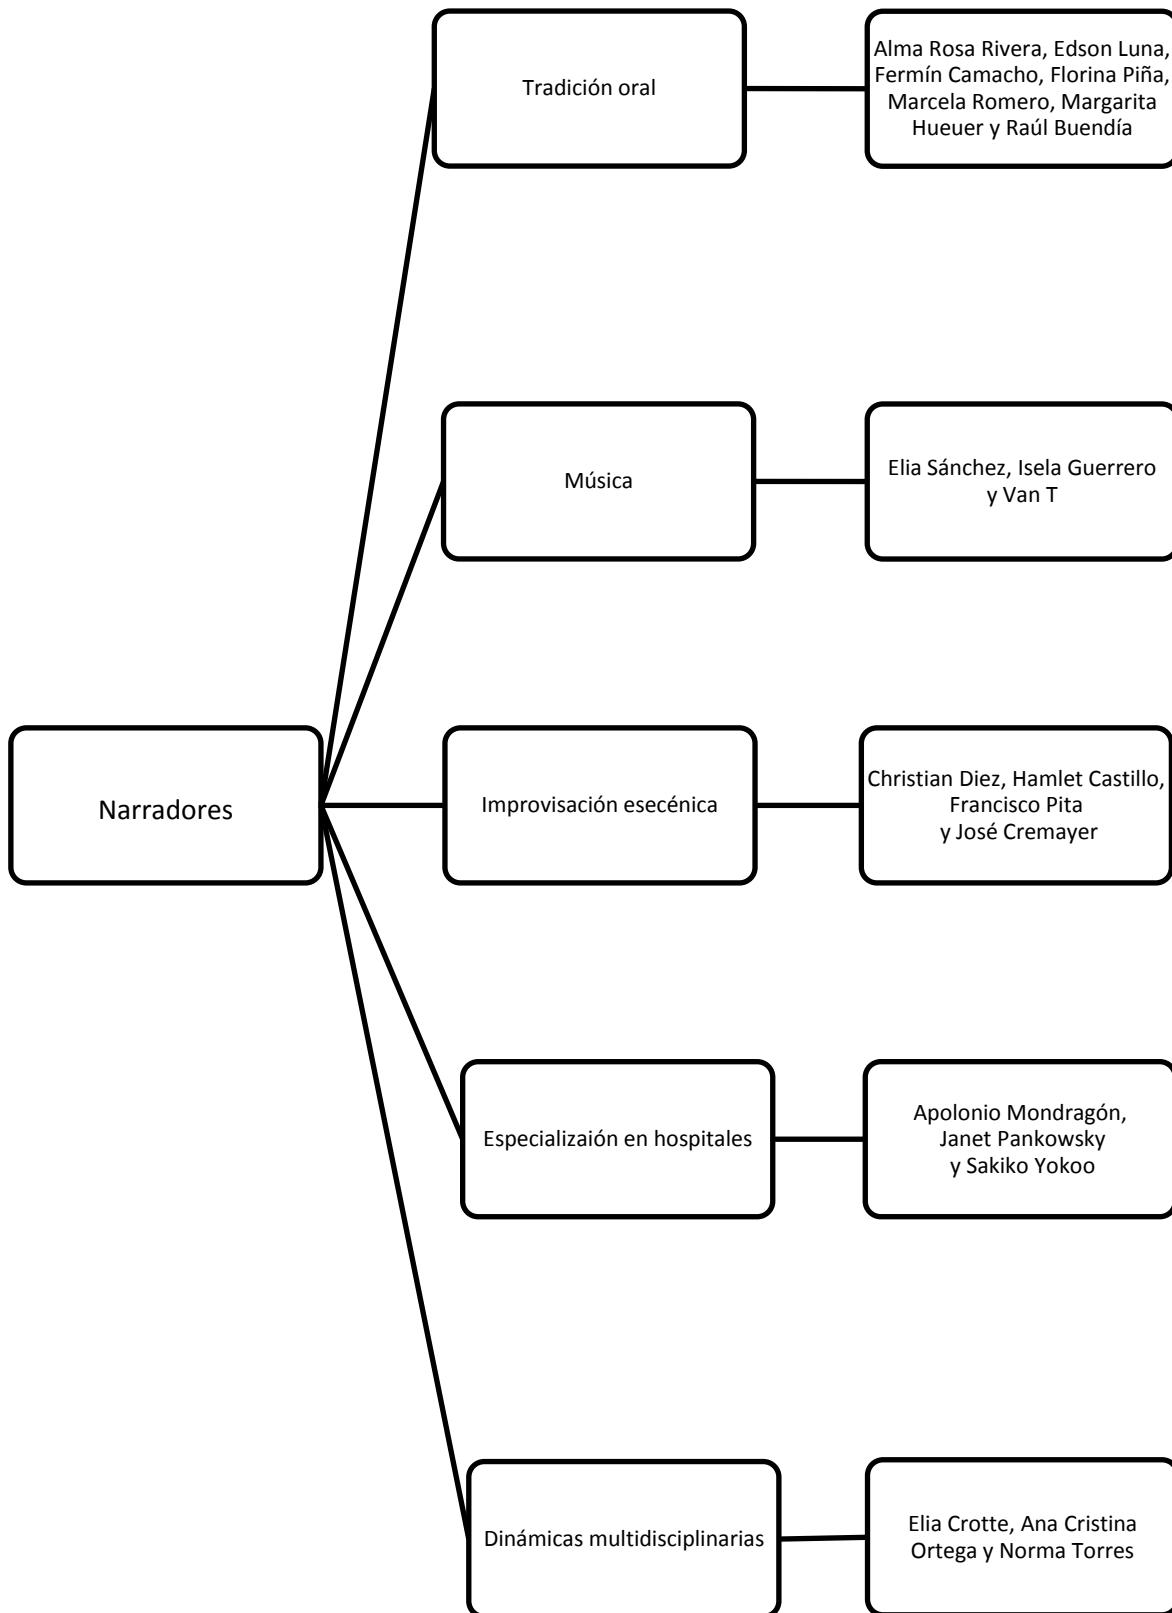 Tradición oral
Alma Rosa Rivera, Edson Luna,
Fermín Camacho, Florina Piña,
Marcela Romero, Margarita
Hueuer y Raúl Buendía
Música
Elia Sánchez, Isela Guerrero
y Van T
Narradores
Improvisación esecénica
Christian Diez, Hamlet Castillo,
Francisco Pita
y José Cremayer
Especializaión en hospitales
Apolonio Mondragón,
Janet Pankowsky
y Sakiko Yokoo
Dinámicas multidisciplinarias
Elia Crotte, Ana Cristina
Ortega y Norma Torres